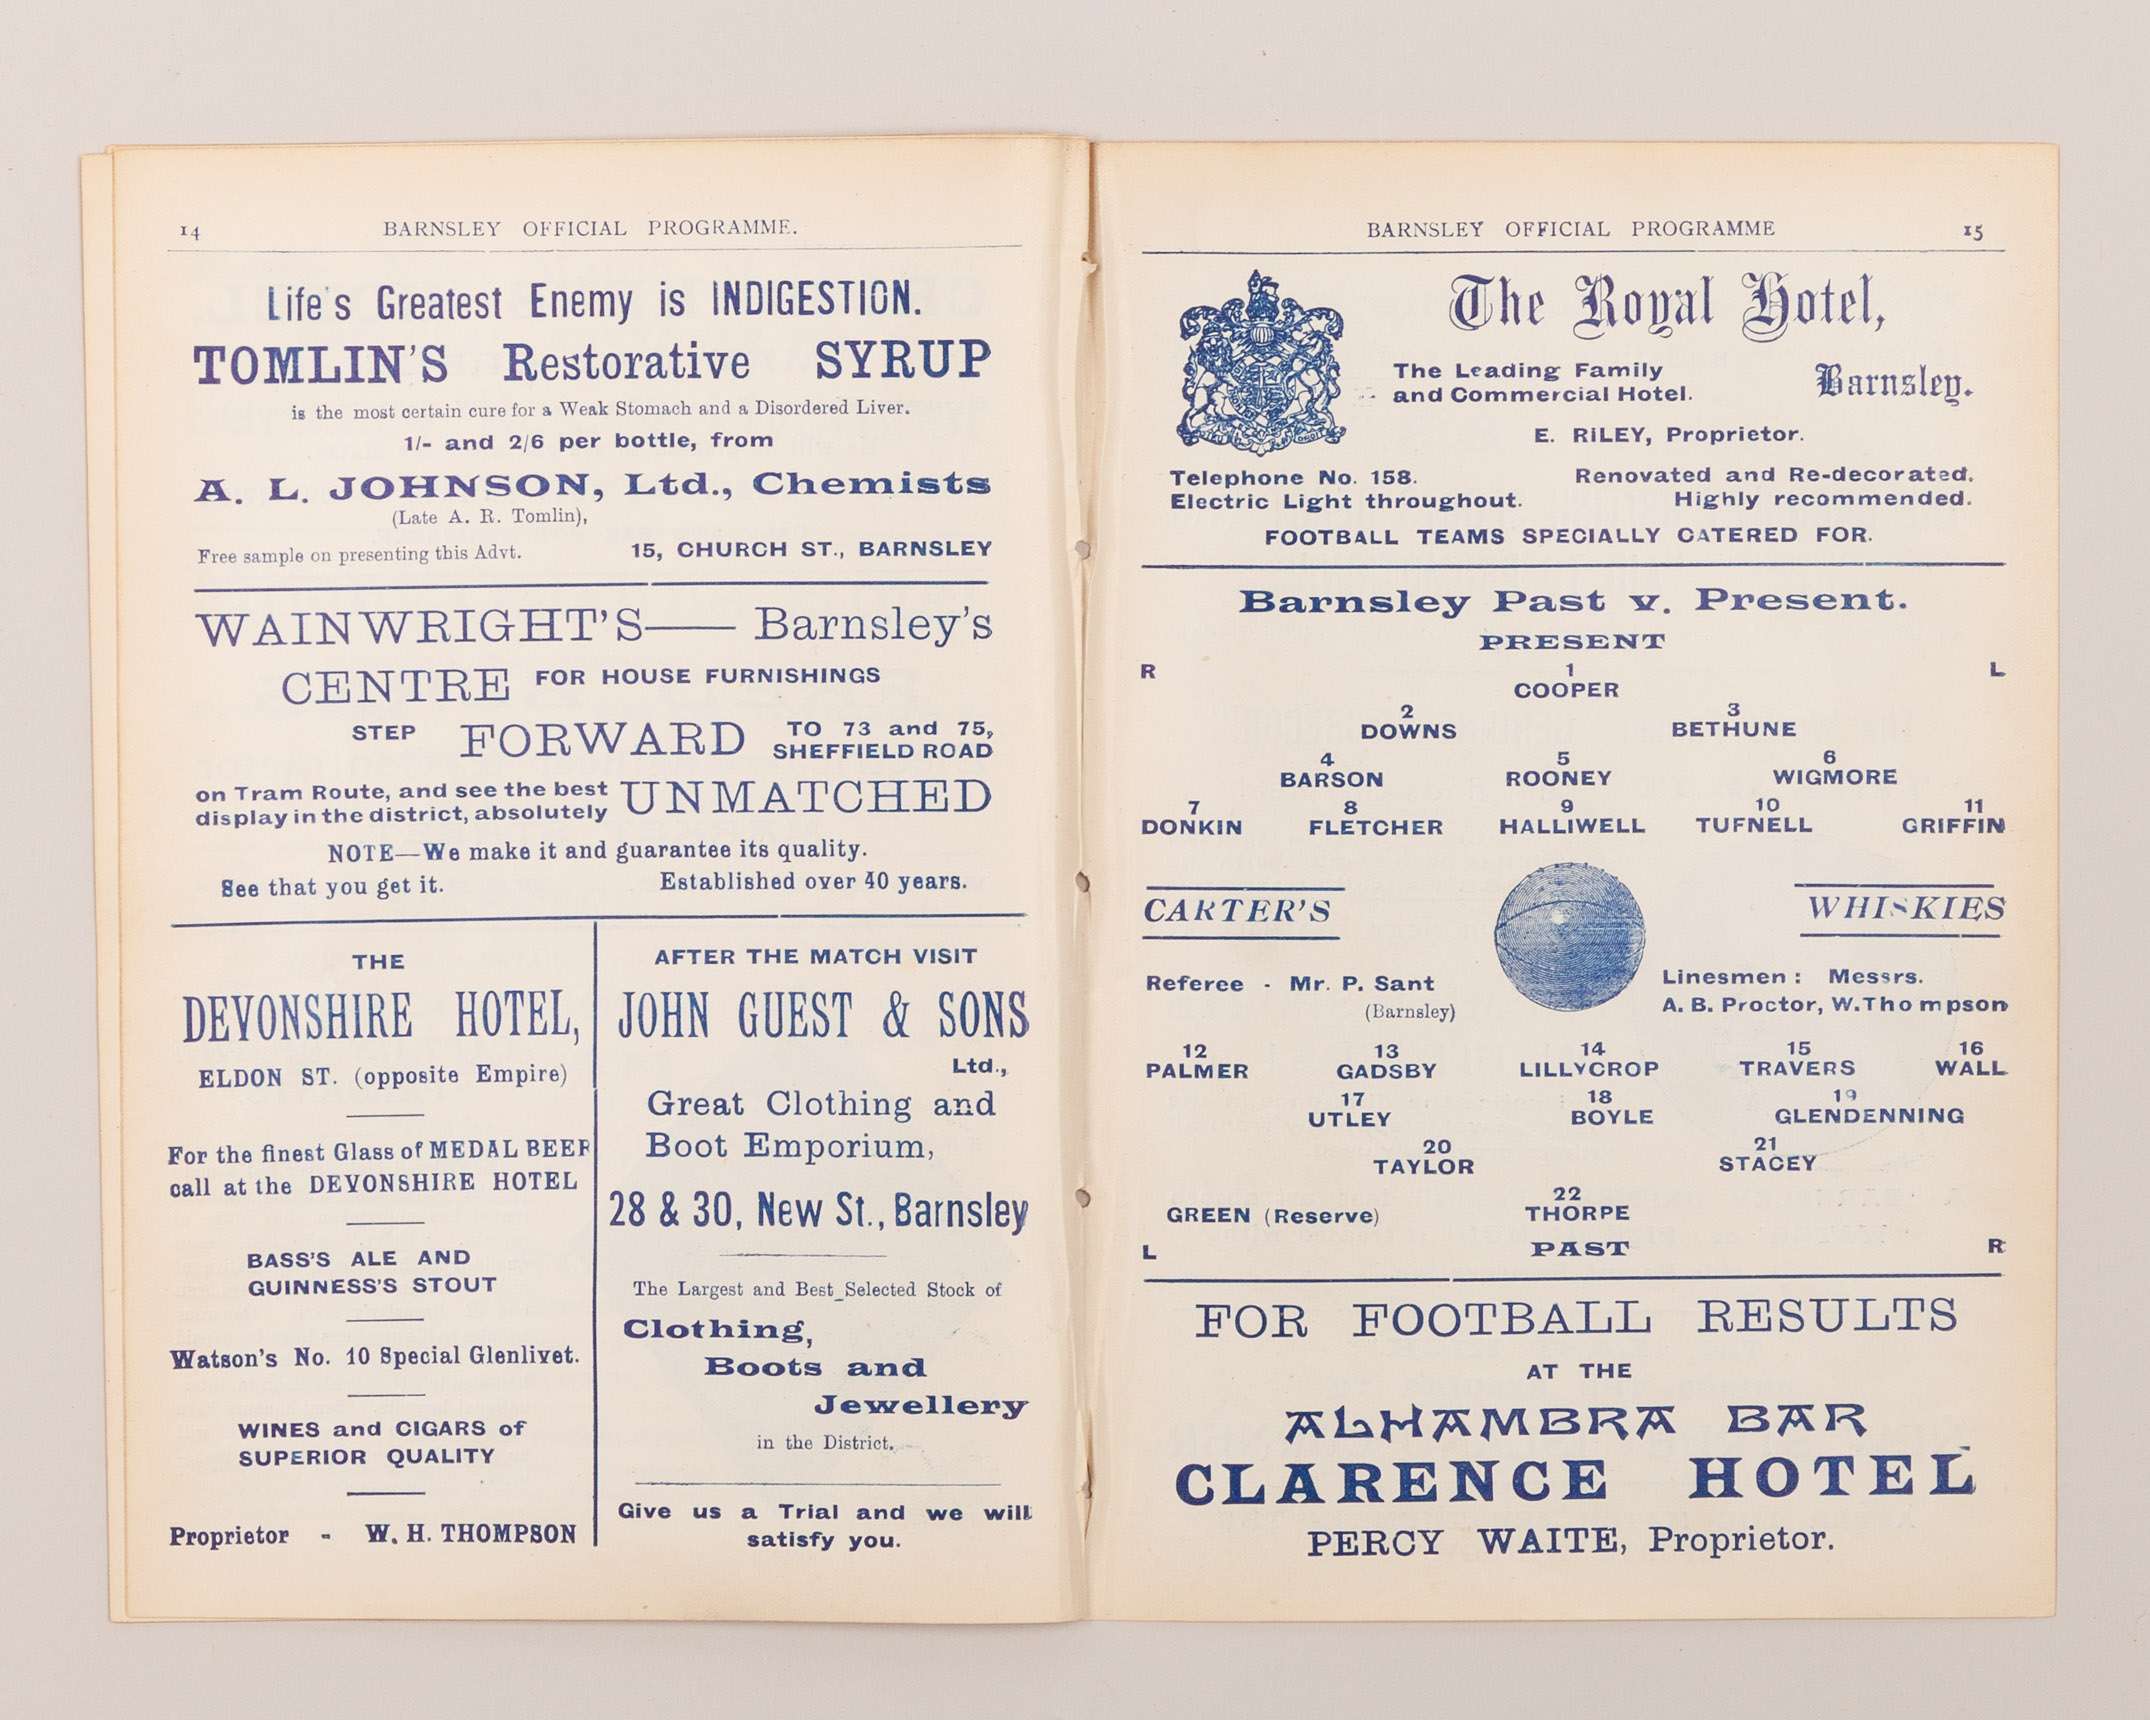 14 BARNSLEY OFFICIAL PROGRAMME.
Life's Greatest Enemy is INDIGESTION.
TOMLIN'S Restorative SYRUP
is the most certain cure for a Weak Stomach and a Disordered Liver.
1/- and 2/6 per bottle, from
A. L. JOHNSON, Ltd., Chemists
(Late A. R. Tomlin),
Free sample on presenting this Advt. 15, CHURCH ST., BARNSLEY
WAINWRIGHT'S—— Barnsley's
CENTRE FOR HOUSE FURNISHINGS
STEP FORWARD TO 73 and 75,
SHEFFIELD ROAD
on Tram Route, and see the best
display in the district, absolutely UNMATCHED
NOTE—We make it and guarantee its quality.
See that you get it. Established over 40 years.
THE
DEVONSHIRE HOTEL,
ELDON ST. (opposite Empire)
For the finest Glass of MEDAL BEER
call at the DEVONSHIRE HOTEL
BASS'S ALE AND
GUINNESS'S STOUT
Watson's No. 10 Special Glenlivet.
WINES and CIGARS of
SUPERIOR QUALITY
Proprietor - W. H. THOMPSON
AFTER THE MATCH VISIT
JOHN GUEST & SONS
Ltd.,
Great Clothing and
Boot Emporium,
28 & 30, New St., Barnsley
The Largest and Best Selected Stock of
Clothing,
Boots and
Jewellery
in the District.
Give us a Trial and we will
satisfy you.
BARNSLEY OFFICIAL PROGRAMME 15
The Royal Hotel,
The Leading Family
and Commercial Hotel.
Barnsley.
E. RILEY, Proprietor.
Telephone No. 158. Renovated and Re-decorated.
Electric Light throughout. Highly recommended.
FOOTBALL TEAMS SPECIALLY CATERED FOR.
Barnsley Past v. Present.
PRESENT
R 1 L
COOPER
2 3
DOWNS BETHUNE
4 5 6
BARSON ROONEY WIGMORE
7 8 9 10 11
DONKIN FLETCHER HALLIWELL TUFNELL GRIFFIN
CARTER'S WHISKIES
Referee - Mr. P. Sant
(Barnsley)
Linesmen: Messrs.
A. B. Proctor, W. Thompson
12 13 14 15 16
PALMER GADSBY LILLYCROP TRAVERS WALL
17 18 19
UTLEY BOYLE GLENDENNING
20 21
TAYLOR STACEY
22
GREEN (Reserve) THORPE
L PAST R
FOR FOOTBALL RESULTS
AT THE
ALHAMBRA BAR
CLARENCE HOTEL
PERCY WAITE, Proprietor.